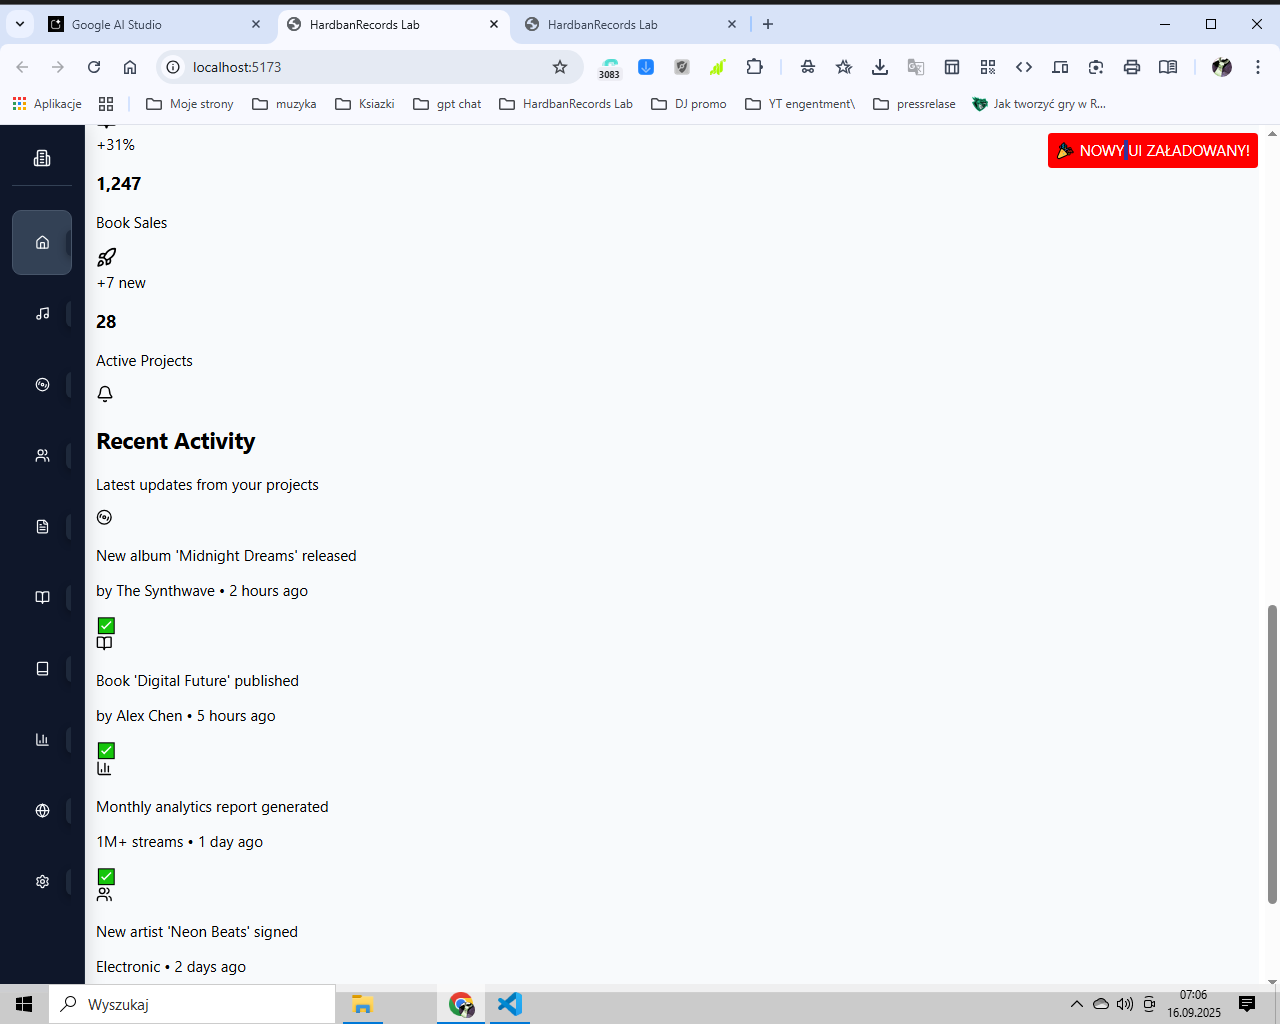 Google AI Studio
HardbanRecords Lab
HardbanRecords Lab
localhost:5173
3083
Aplikacje
Moje strony
muzyka
Ksiazki
gpt chat
HardbanRecords Lab
DJ promo
YT engentment\
pressrelase
Jak tworzyć gry w R...
+31%
NOWY UI ZAŁADOWANY!
1,247
Book Sales
+7 new
28
Active Projects
Recent Activity
Latest updates from your projects
New album 'Midnight Dreams' released
by The Synthwave • 2 hours ago
Book 'Digital Future' published
by Alex Chen • 5 hours ago
Monthly analytics report generated
1M+ streams • 1 day ago
New artist 'Neon Beats' signed
Electronic • 2 days ago
Wyszukaj
07:06
16.09.2025